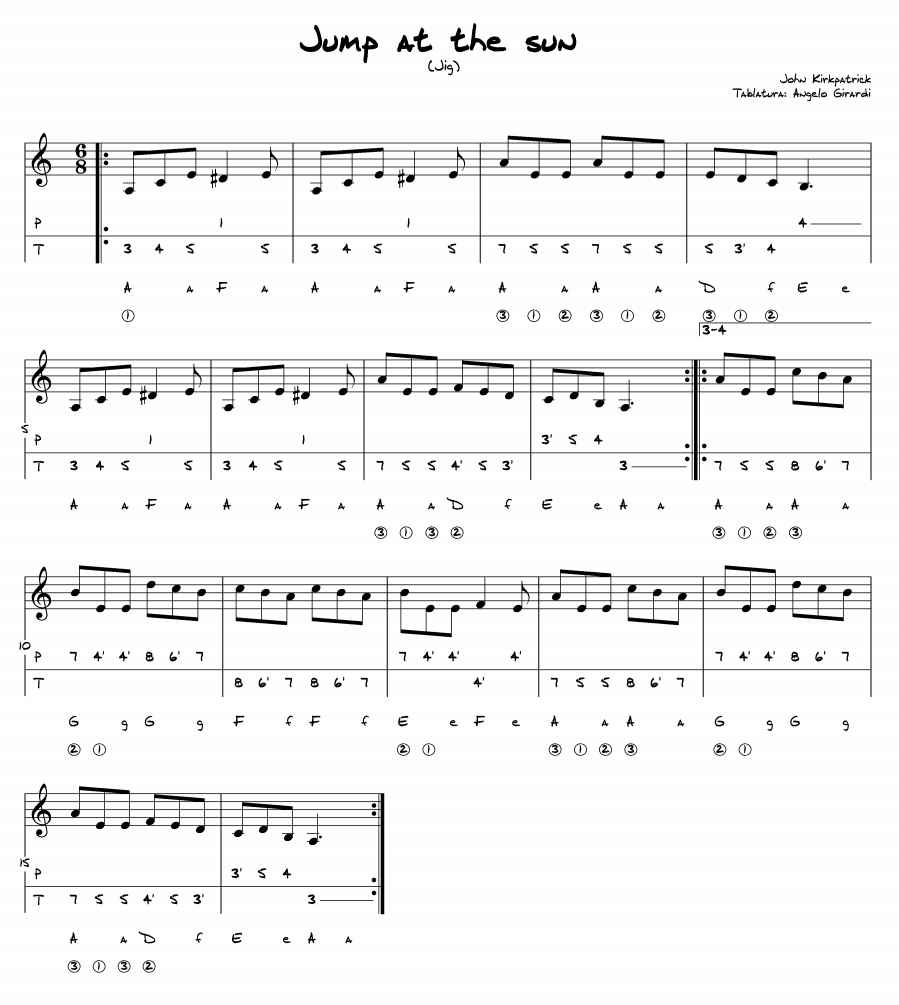 Jump at the sun
(Jig)
John Kirkpatrick
Tablatura: Angelo Girardi
6
8
P 1 1 4
T 3 4 5 5 3 4 5 5 7 5 5 7 5 5 5 3' 4
A a F a A a F a A a A a D f E e
① ③ ① ② ③ ① ② ③ ① ②
3-4
5
P 1 1 3' 5 4
T 3 4 5 5 3 4 5 5 7 5 5 4' 5 3' 3 7 5 5 8 6' 7
A a F a A a F a A a D f E e A a A a A a
③ ① ③ ② ③ ① ② ③
10
P 7 4' 4' 8 6' 7 7 4' 4' 4' 7 4' 4' 8 6' 7
T 8 6' 7 8 6' 7 4' 7 5 5 8 6' 7
G g G g F f F f E e F e A a A a G g G g
② ① ② ① ③ ① ② ③ ② ①
15
P 3' 5 4
T 7 5 5 4' 5 3' 3
A a D f E e A a
③ ① ③ ②